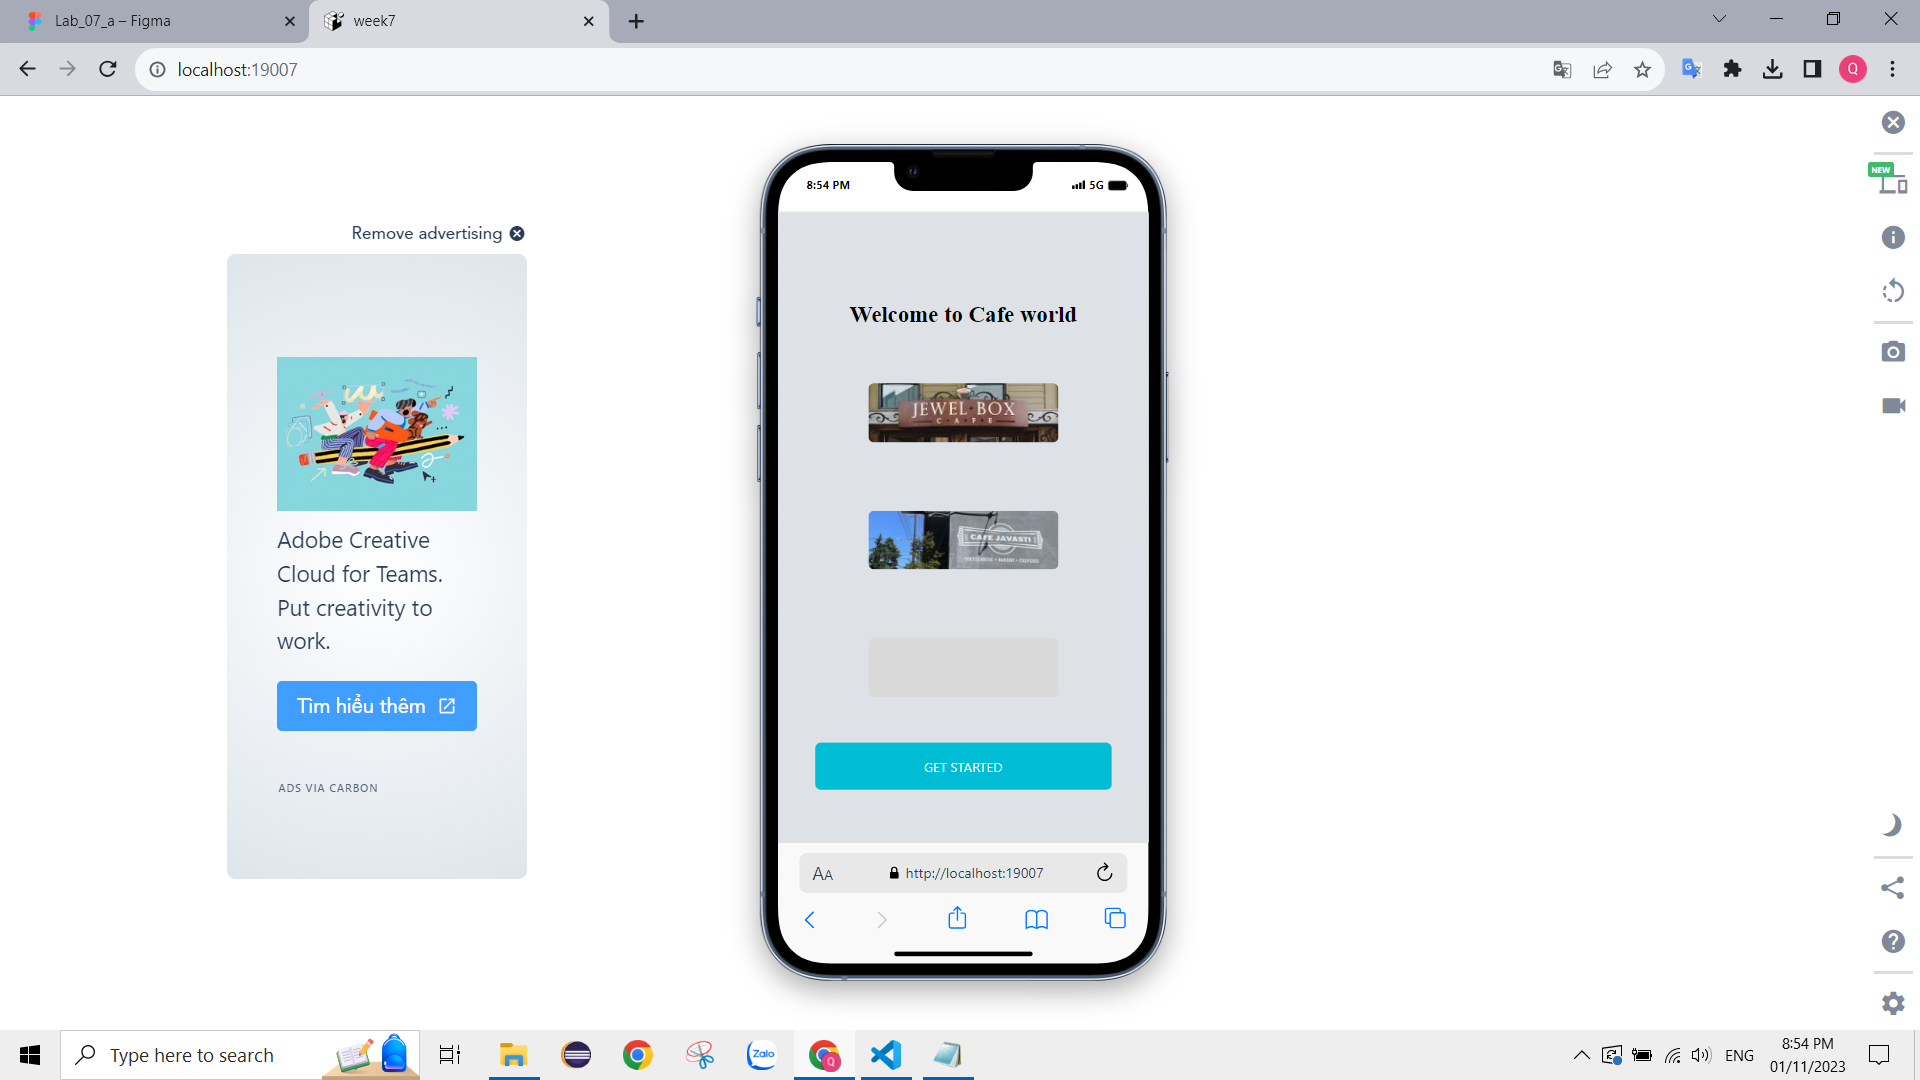 Lab_07_a – Figma
week7
localhost:19007
Q
NEW
8:54 PM
5G
Remove advertising
Welcome to Cafe world
JEWEL·BOX
CAFE
Adobe Creative
Cloud for Teams.
Put creativity to
work.
CAFE JAVASTI
Tìm hiểu thêm
GET STARTED
ADS VIA CARBON
AA
http://localhost:19007
Type here to search
Zalo
Q
ENG
8:54 PM
01/11/2023